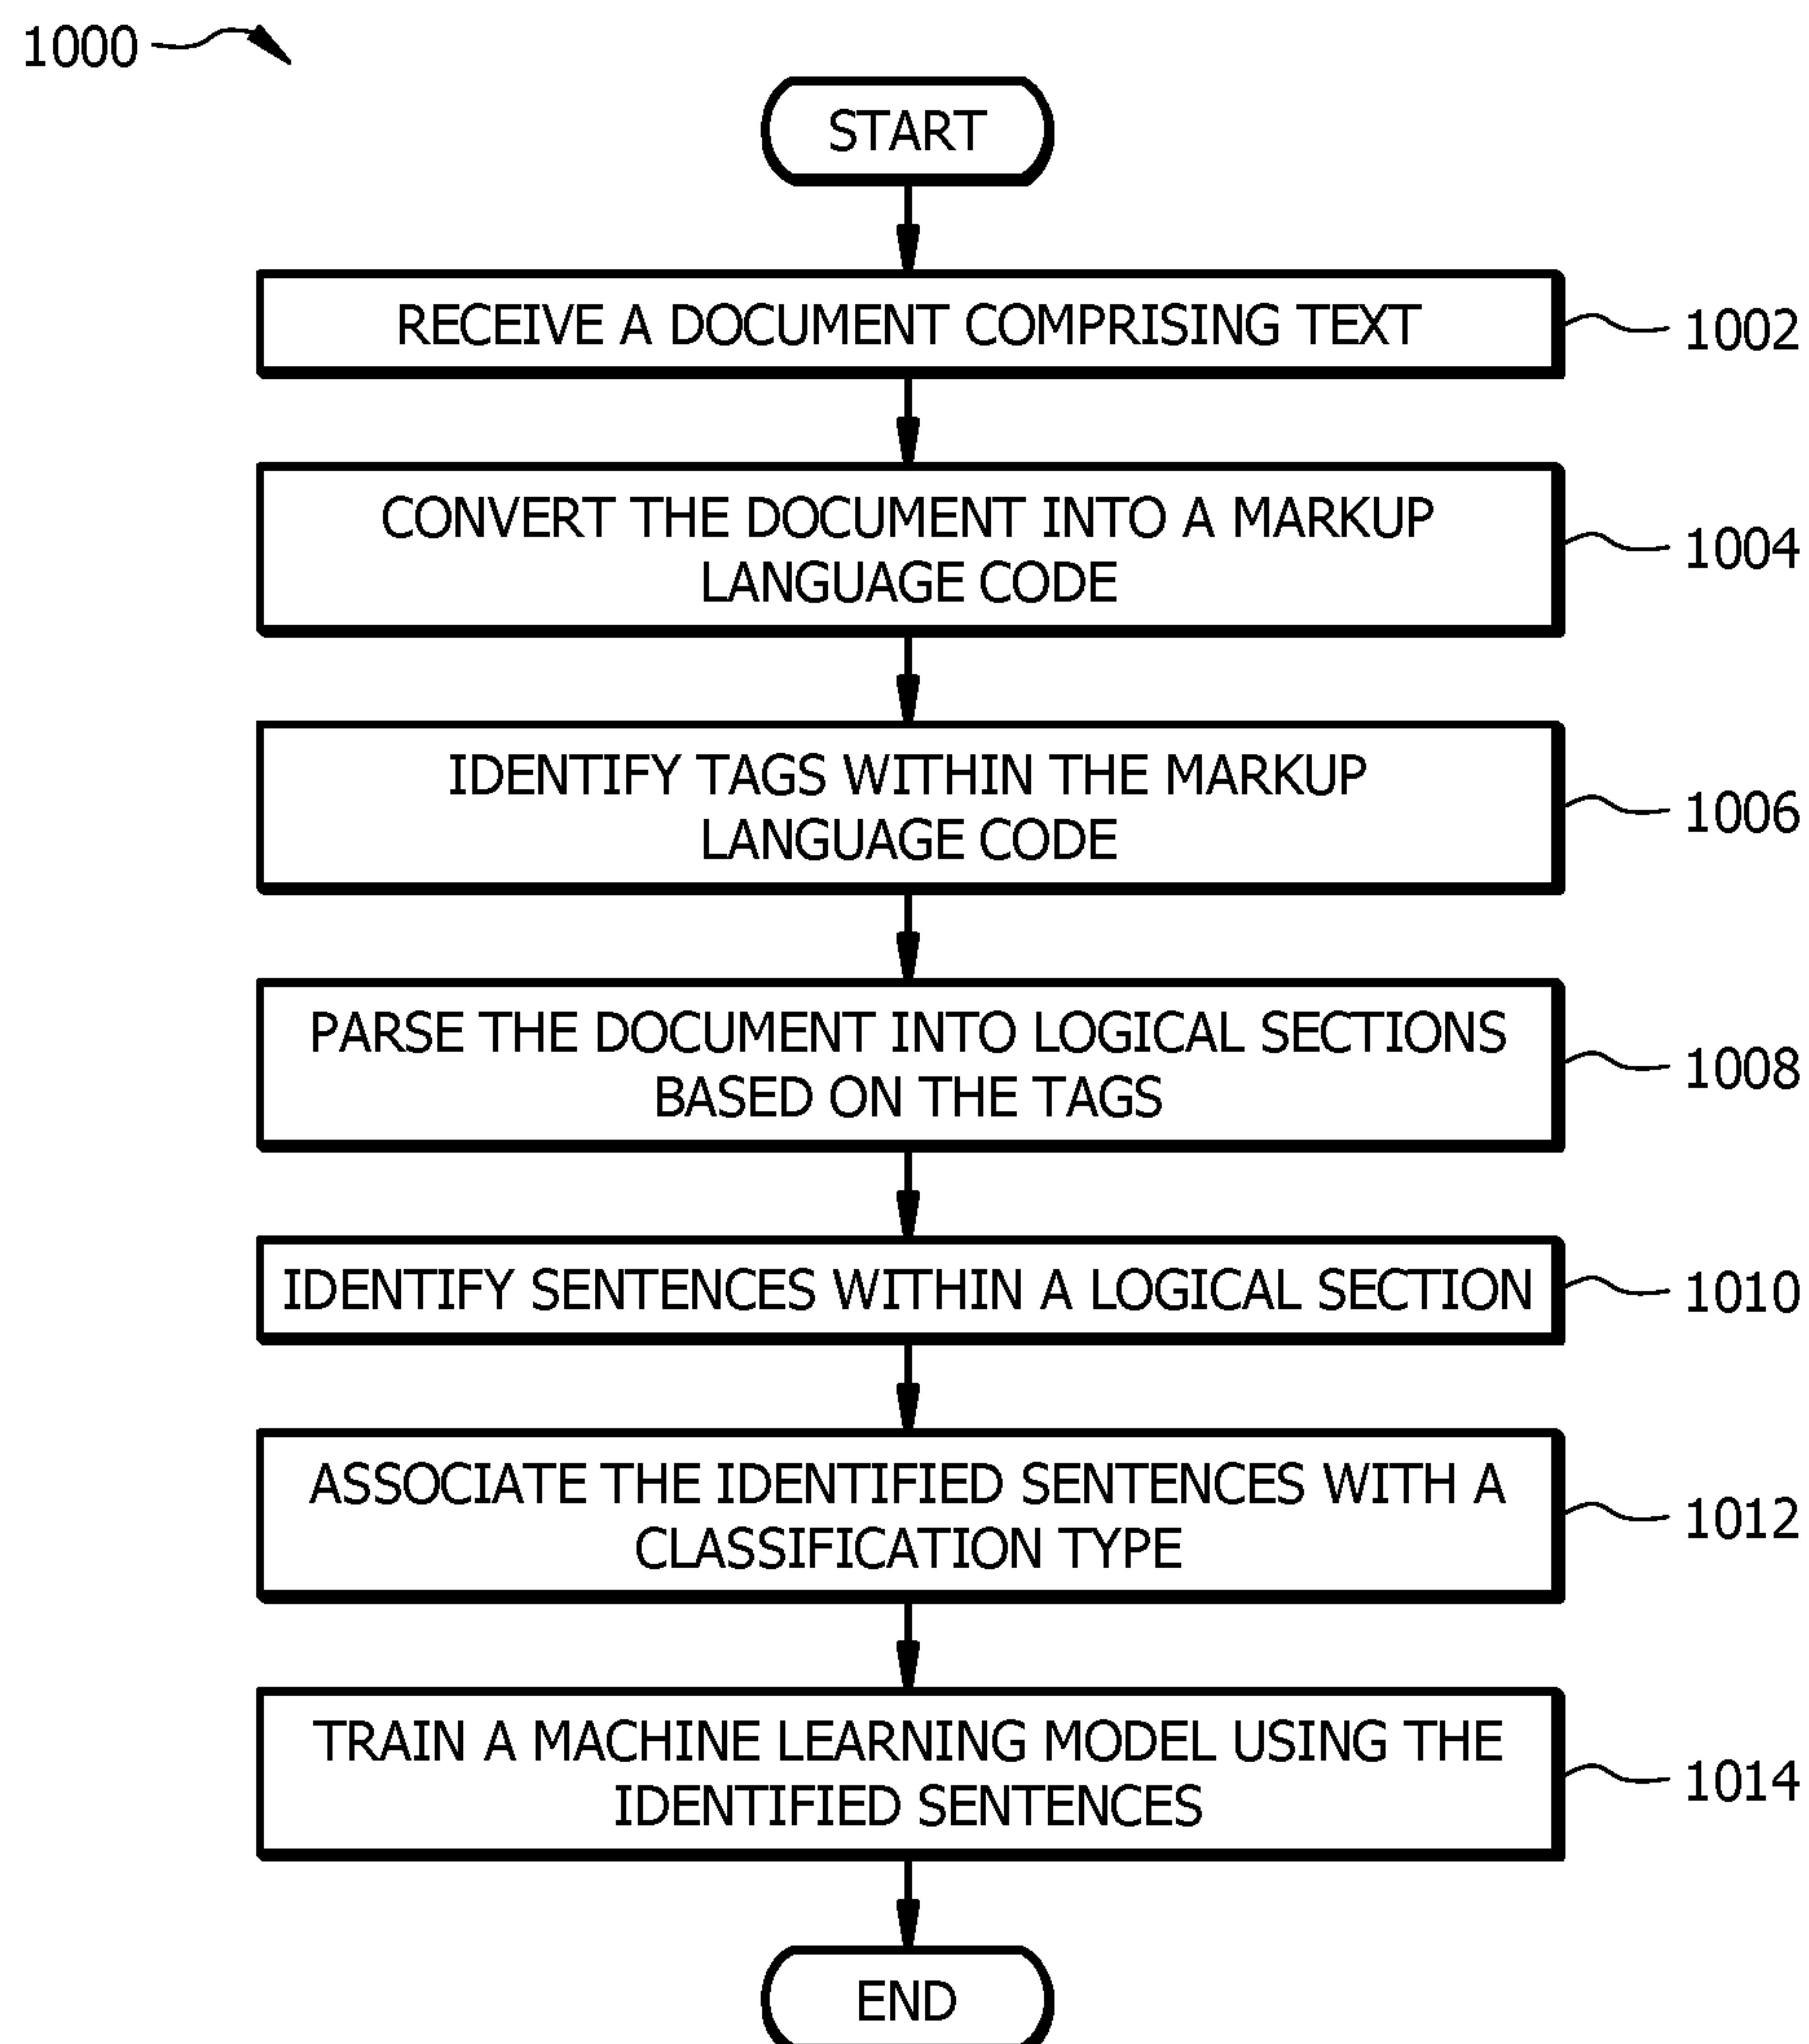 1000
START
RECEIVE A DOCUMENT COMPRISING TEXT
1002
CONVERT THE DOCUMENT INTO A MARKUP
LANGUAGE CODE
1004
IDENTIFY TAGS WITHIN THE MARKUP
LANGUAGE CODE
1006
PARSE THE DOCUMENT INTO LOGICAL SECTIONS
BASED ON THE TAGS
1008
IDENTIFY SENTENCES WITHIN A LOGICAL SECTION
1010
ASSOCIATE THE IDENTIFIED SENTENCES WITH A
CLASSIFICATION TYPE
1012
TRAIN A MACHINE LEARNING MODEL USING THE
IDENTIFIED SENTENCES
1014
END